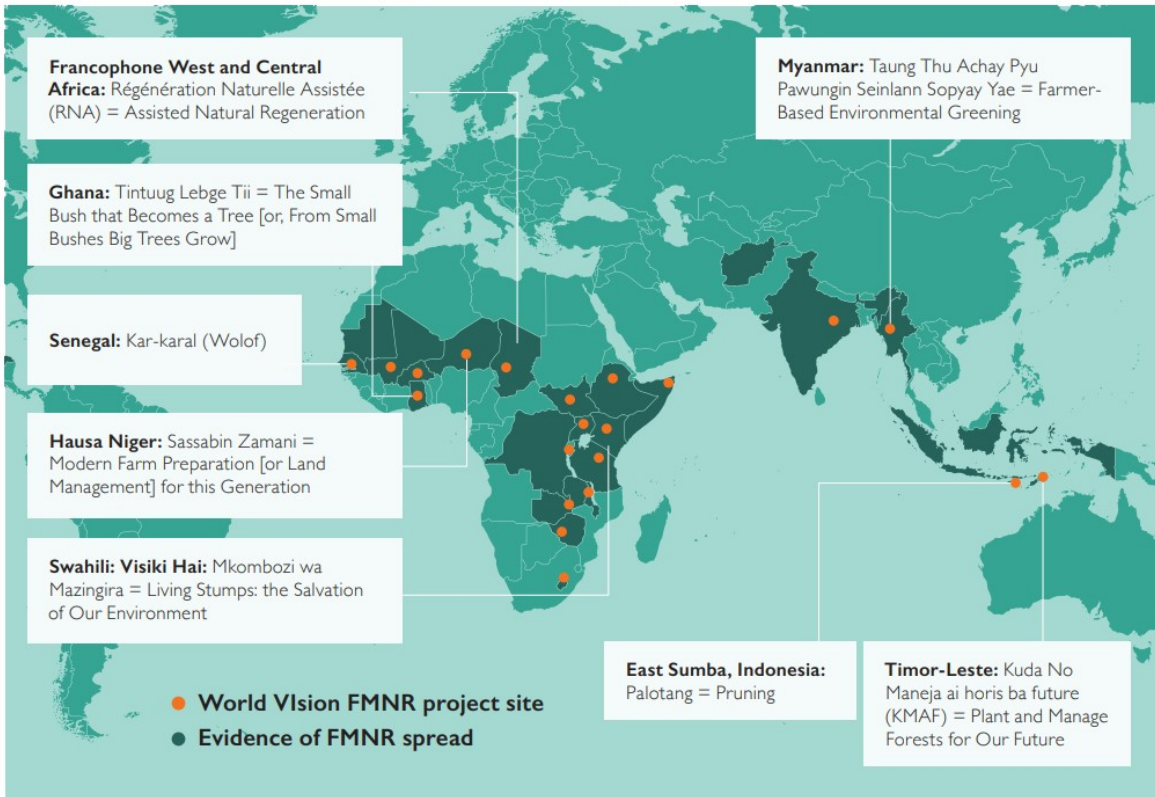 Francophone West and Central
Africa: Régénération Naturelle Assistée
(RNA) = Assisted Natural Regeneration
Ghana: Tintuug Lebge Tii = The Small
Bush that Becomes a Tree [or, From Small
Bushes Big Trees Grow]
Senegal: Kar-karal (Wolof)
Hausa Niger: Sassabin Zamani =
Modern Farm Preparation [or Land
Management] for this Generation
Swahili: Visiki Hai: Mkombozi wa
Mazingira = Living Stumps: the Salvation
of Our Environment
Myanmar: Taung Thu Achay Pyu
Pawungin Seinlann Sopyay Yae = Farmer-
Based Environmental Greening
East Sumba, Indonesia:
Palotang = Pruning
Timor-Leste: Kuda No
Maneja ai horis ba future
(KMAF) = Plant and Manage
Forests for Our Future
World VIsion FMNR project site
Evidence of FMNR spread